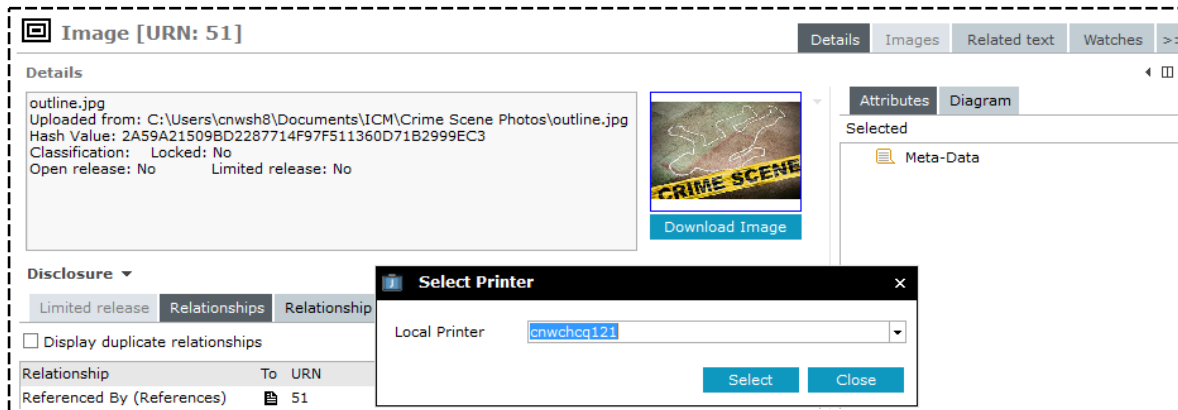 Image [URN: 51]
Details Images Related text Watches >>
Details
outline.jpg
Uploaded from: C:\Users\cnwsh8\Documents\ICM\Crime Scene Photos\outline.jpg
Hash Value: 2A59A21509BD2287714F97F511360D71B2999EC3
Classification: Locked: No
Open release: No Limited release: No
CRIME SCENE
Download Image
Attributes Diagram
Selected
Meta-Data
Disclosure
Limited release Relationships Relationship
Display duplicate relationships
Relationship To URN
Referenced By (References) 51
Select Printer
Local Printer cnwchcq121
Select Close